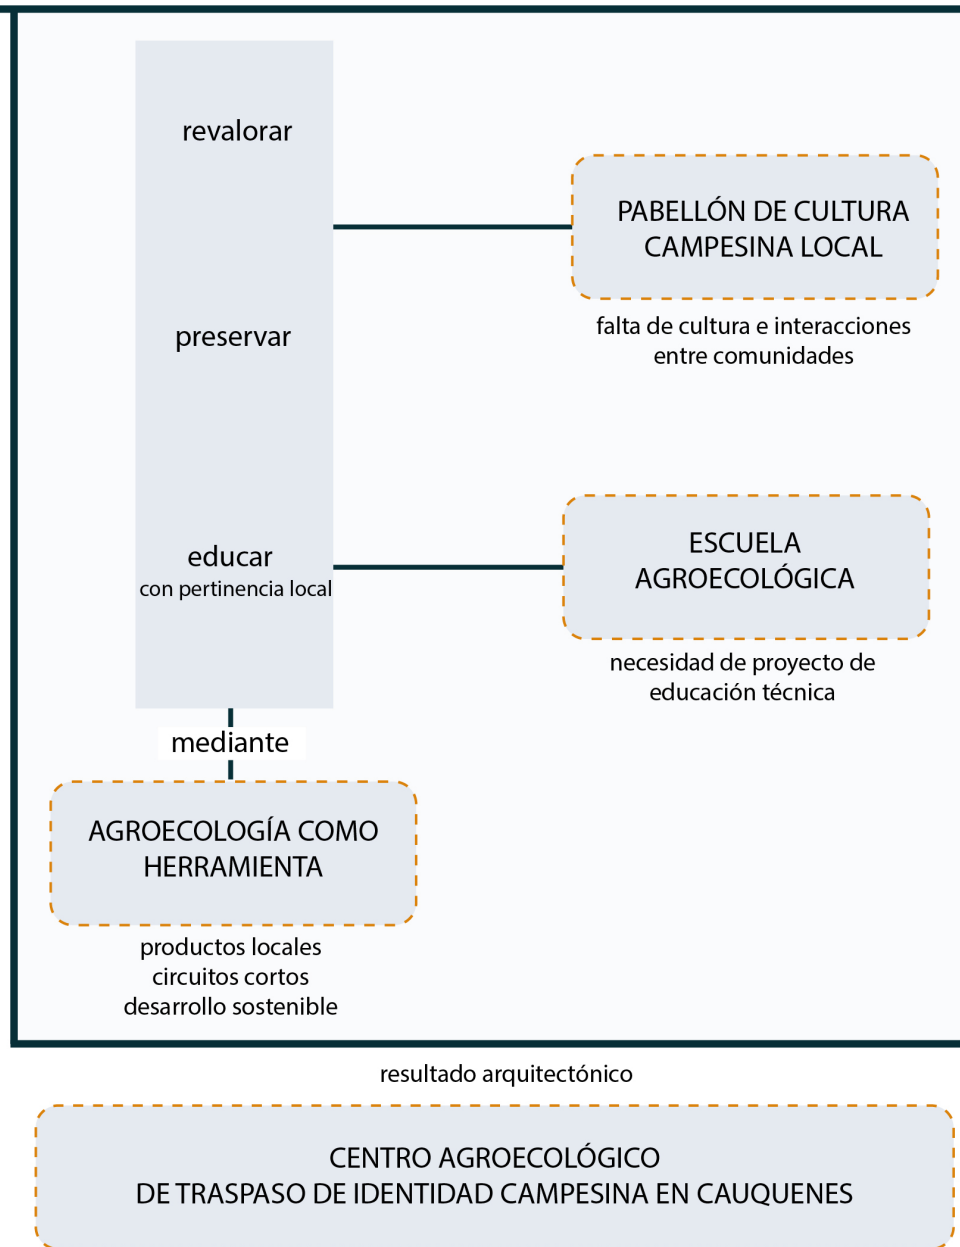 revalorar
PABELLÓN DE CULTURA
CAMPESINA LOCAL
falta de cultura e interacciones
entre comunidades
preservar
educar
con pertinencia local
ESCUELA
AGROECOLÓGICA
necesidad de proyecto de
educación técnica
mediante
AGROECOLOGÍA COMO
HERRAMIENTA
productos locales
circuitos cortos
desarrollo sostenible
resultado arquitectónico
CENTRO AGROECOLÓGICO
DE TRASPASO DE IDENTIDAD CAMPESINA EN CAUQUENES